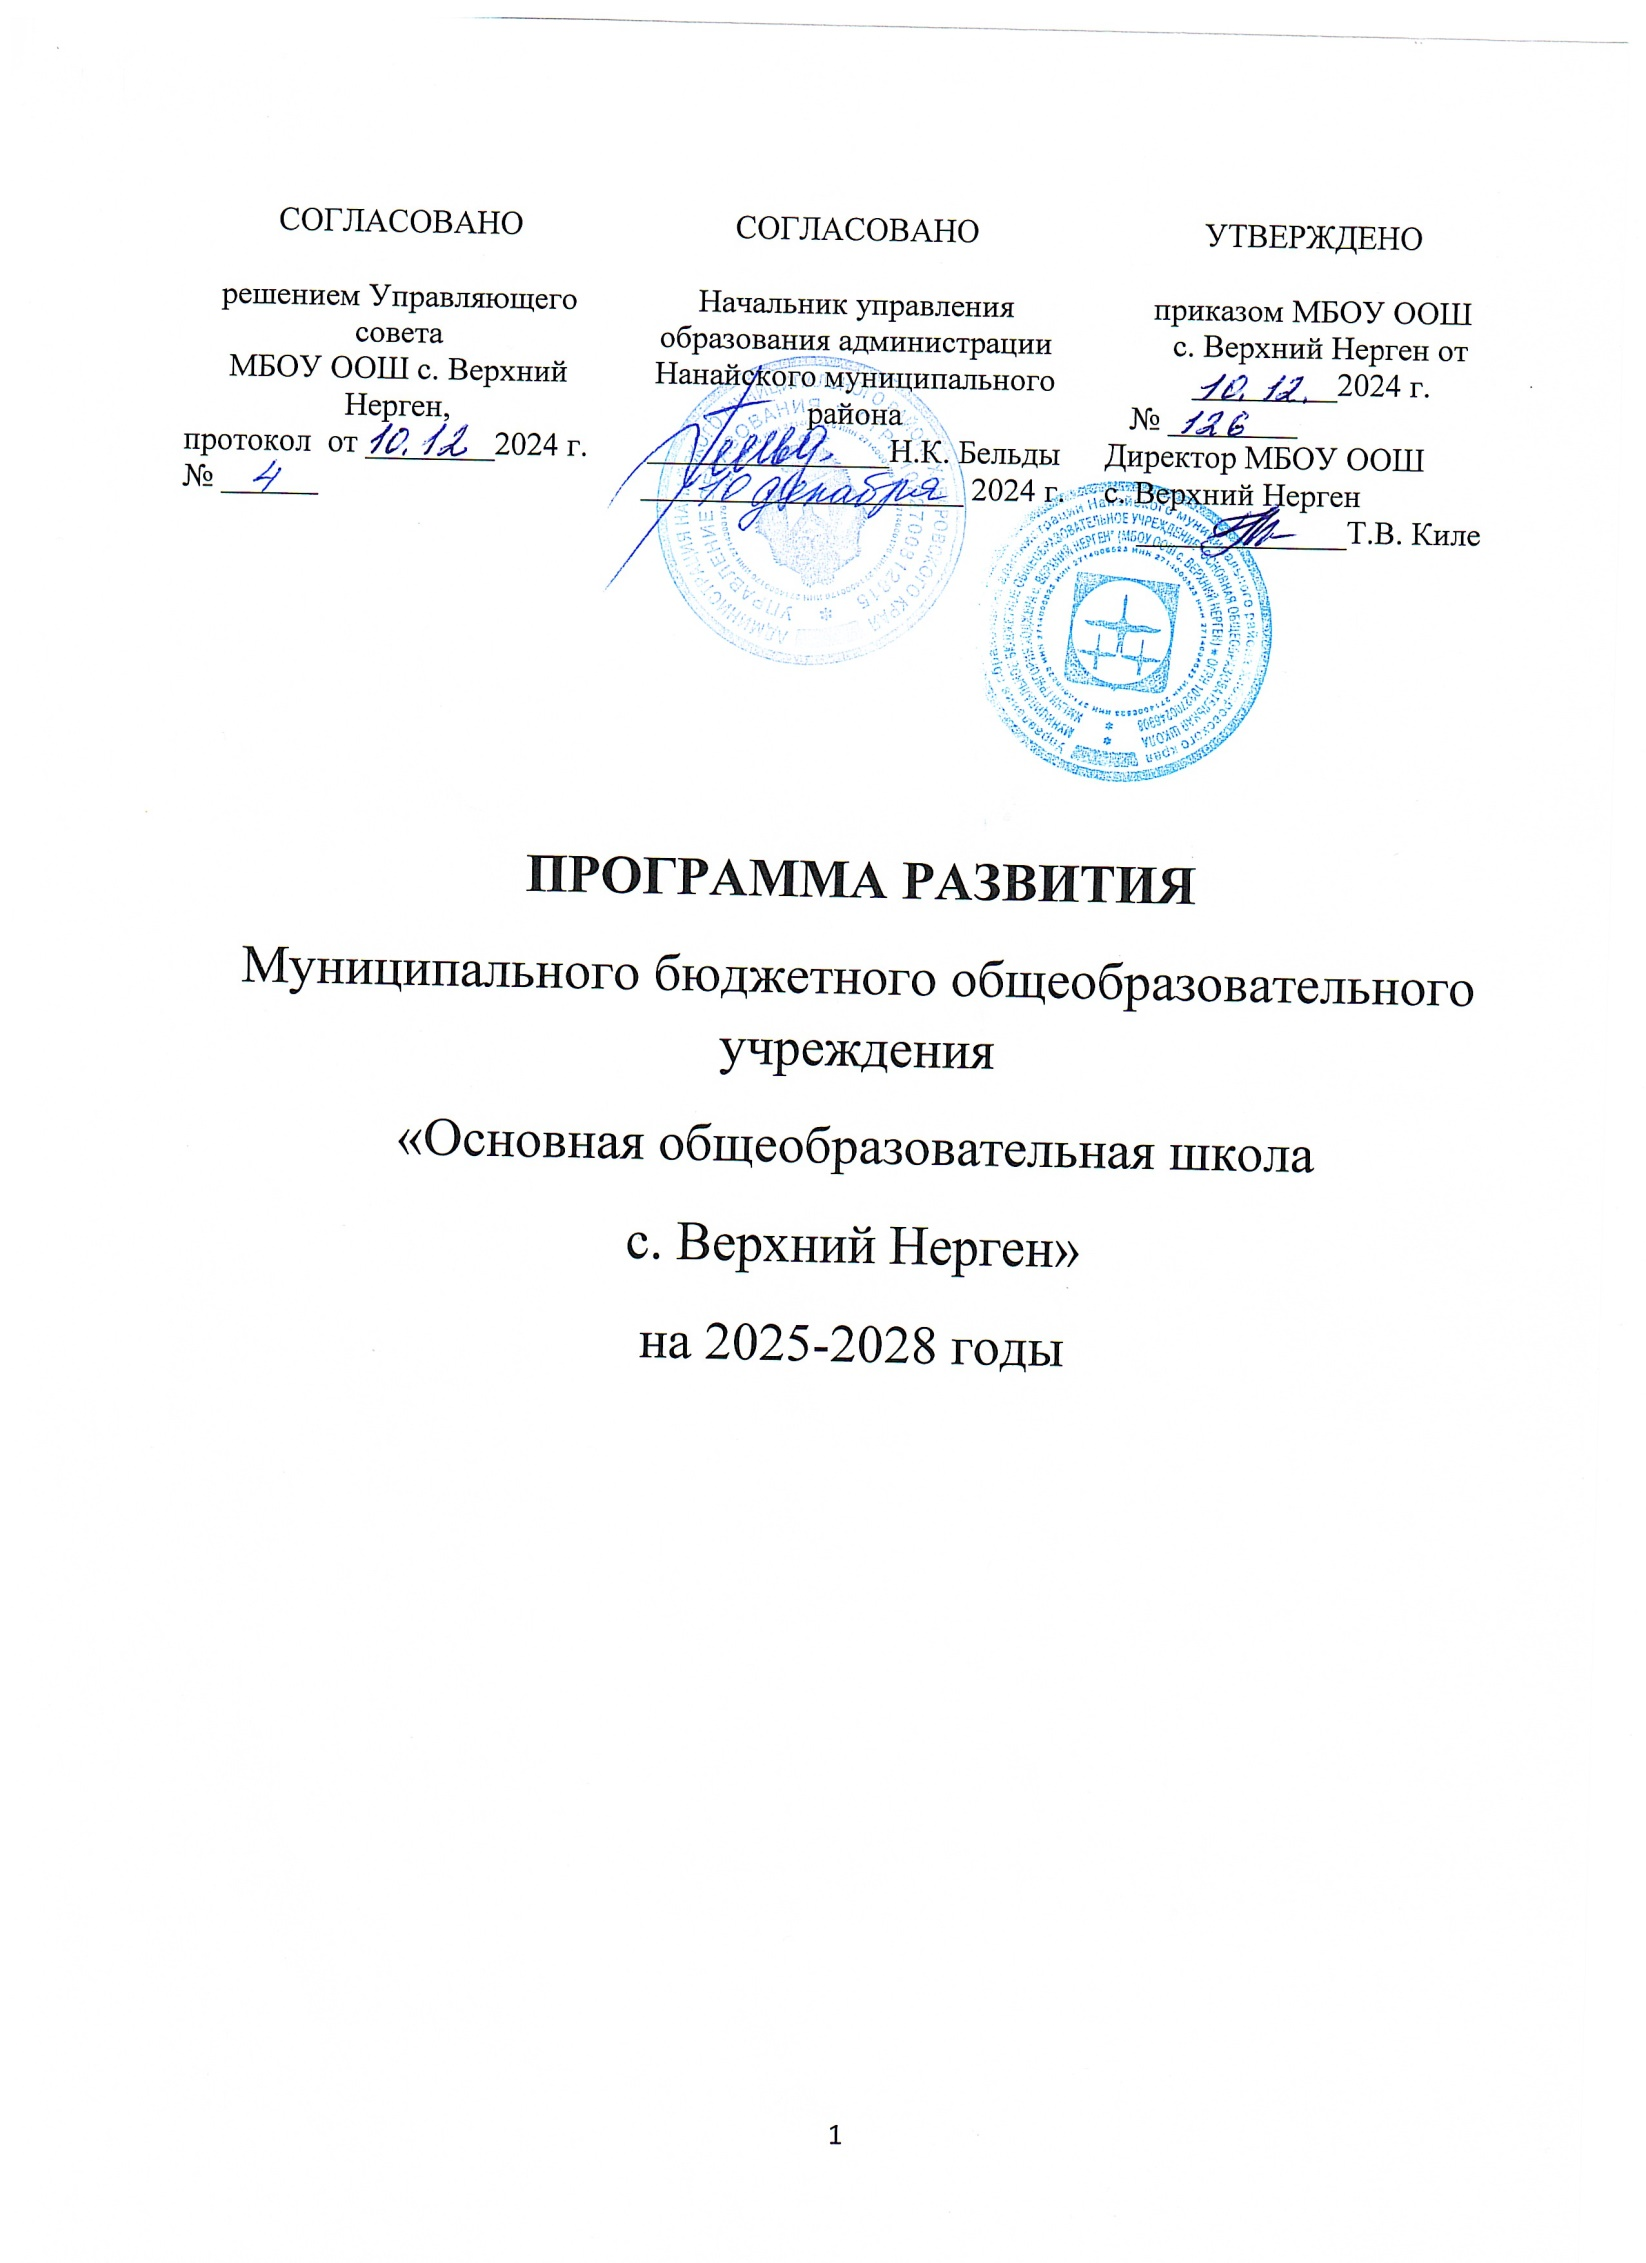 СОГЛАСОВАНО
решением Управляющего
совета
МБОУ ООШ с. Верхний
Нерген,
протокол от 10.12 2024 г.
№ 4
СОГЛАСОВАНО
Начальник управления
образования администрации
Нанайского муниципального
района
Н.К. Бельды
10 декабря 2024 г.
УТВЕРЖДЕНО
приказом МБОУ ООШ
с. Верхний Нерген от
10.12. 2024 г.
№ 126
Директор МБОУ ООШ
с. Верхний Нерген
Т.В. Киле
ПРОГРАММА РАЗВИТИЯ
Муниципального бюджетного общеобразовательного
учреждения
«Основная общеобразовательная школа
с. Верхний Нерген»
на 2025-2028 годы
1